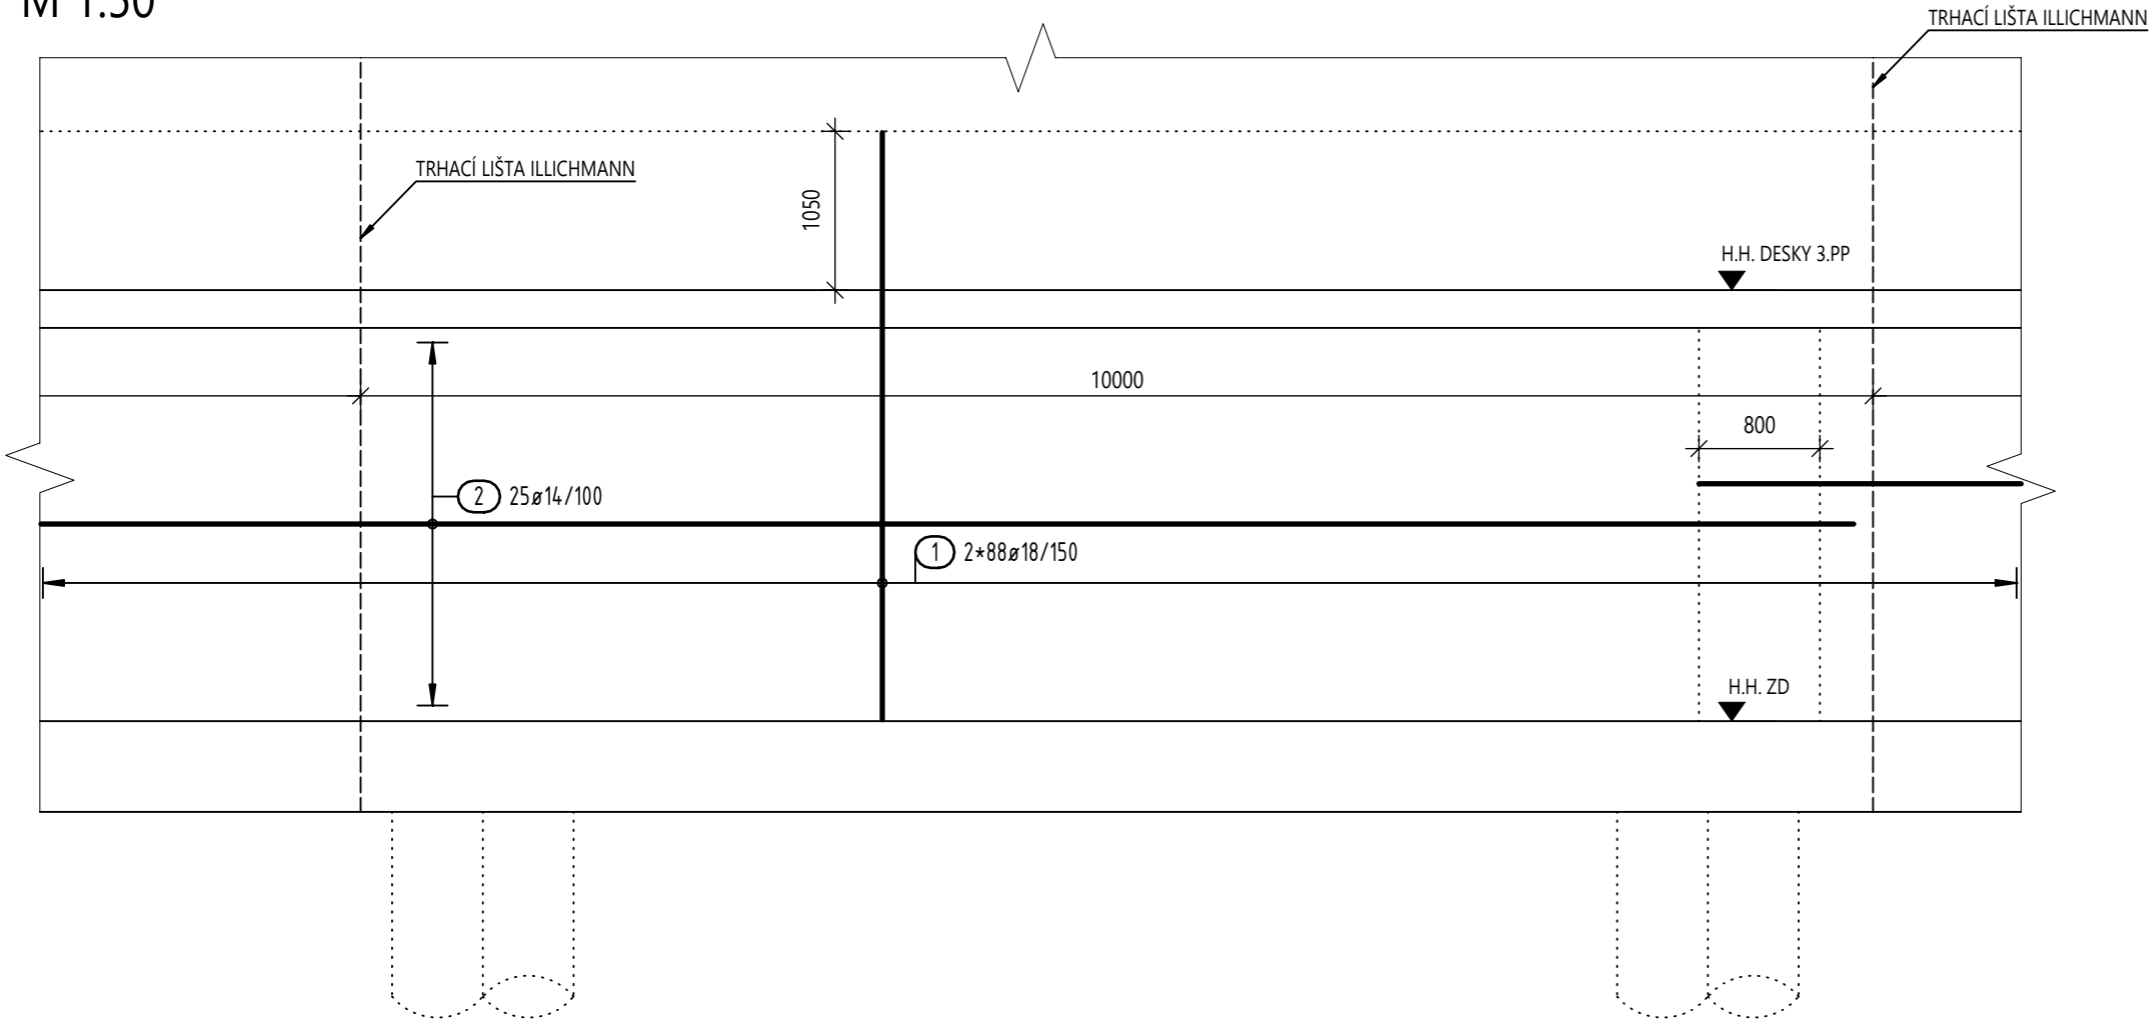 M 1:50
TRHACÍ LIŠTA ILLICHMANN
TRHACÍ LIŠTA ILLICHMANN
1050
H.H. DESKY 3.PP
10000
800
2 25ø14/100
1 2*88ø18/150
H.H. ZD